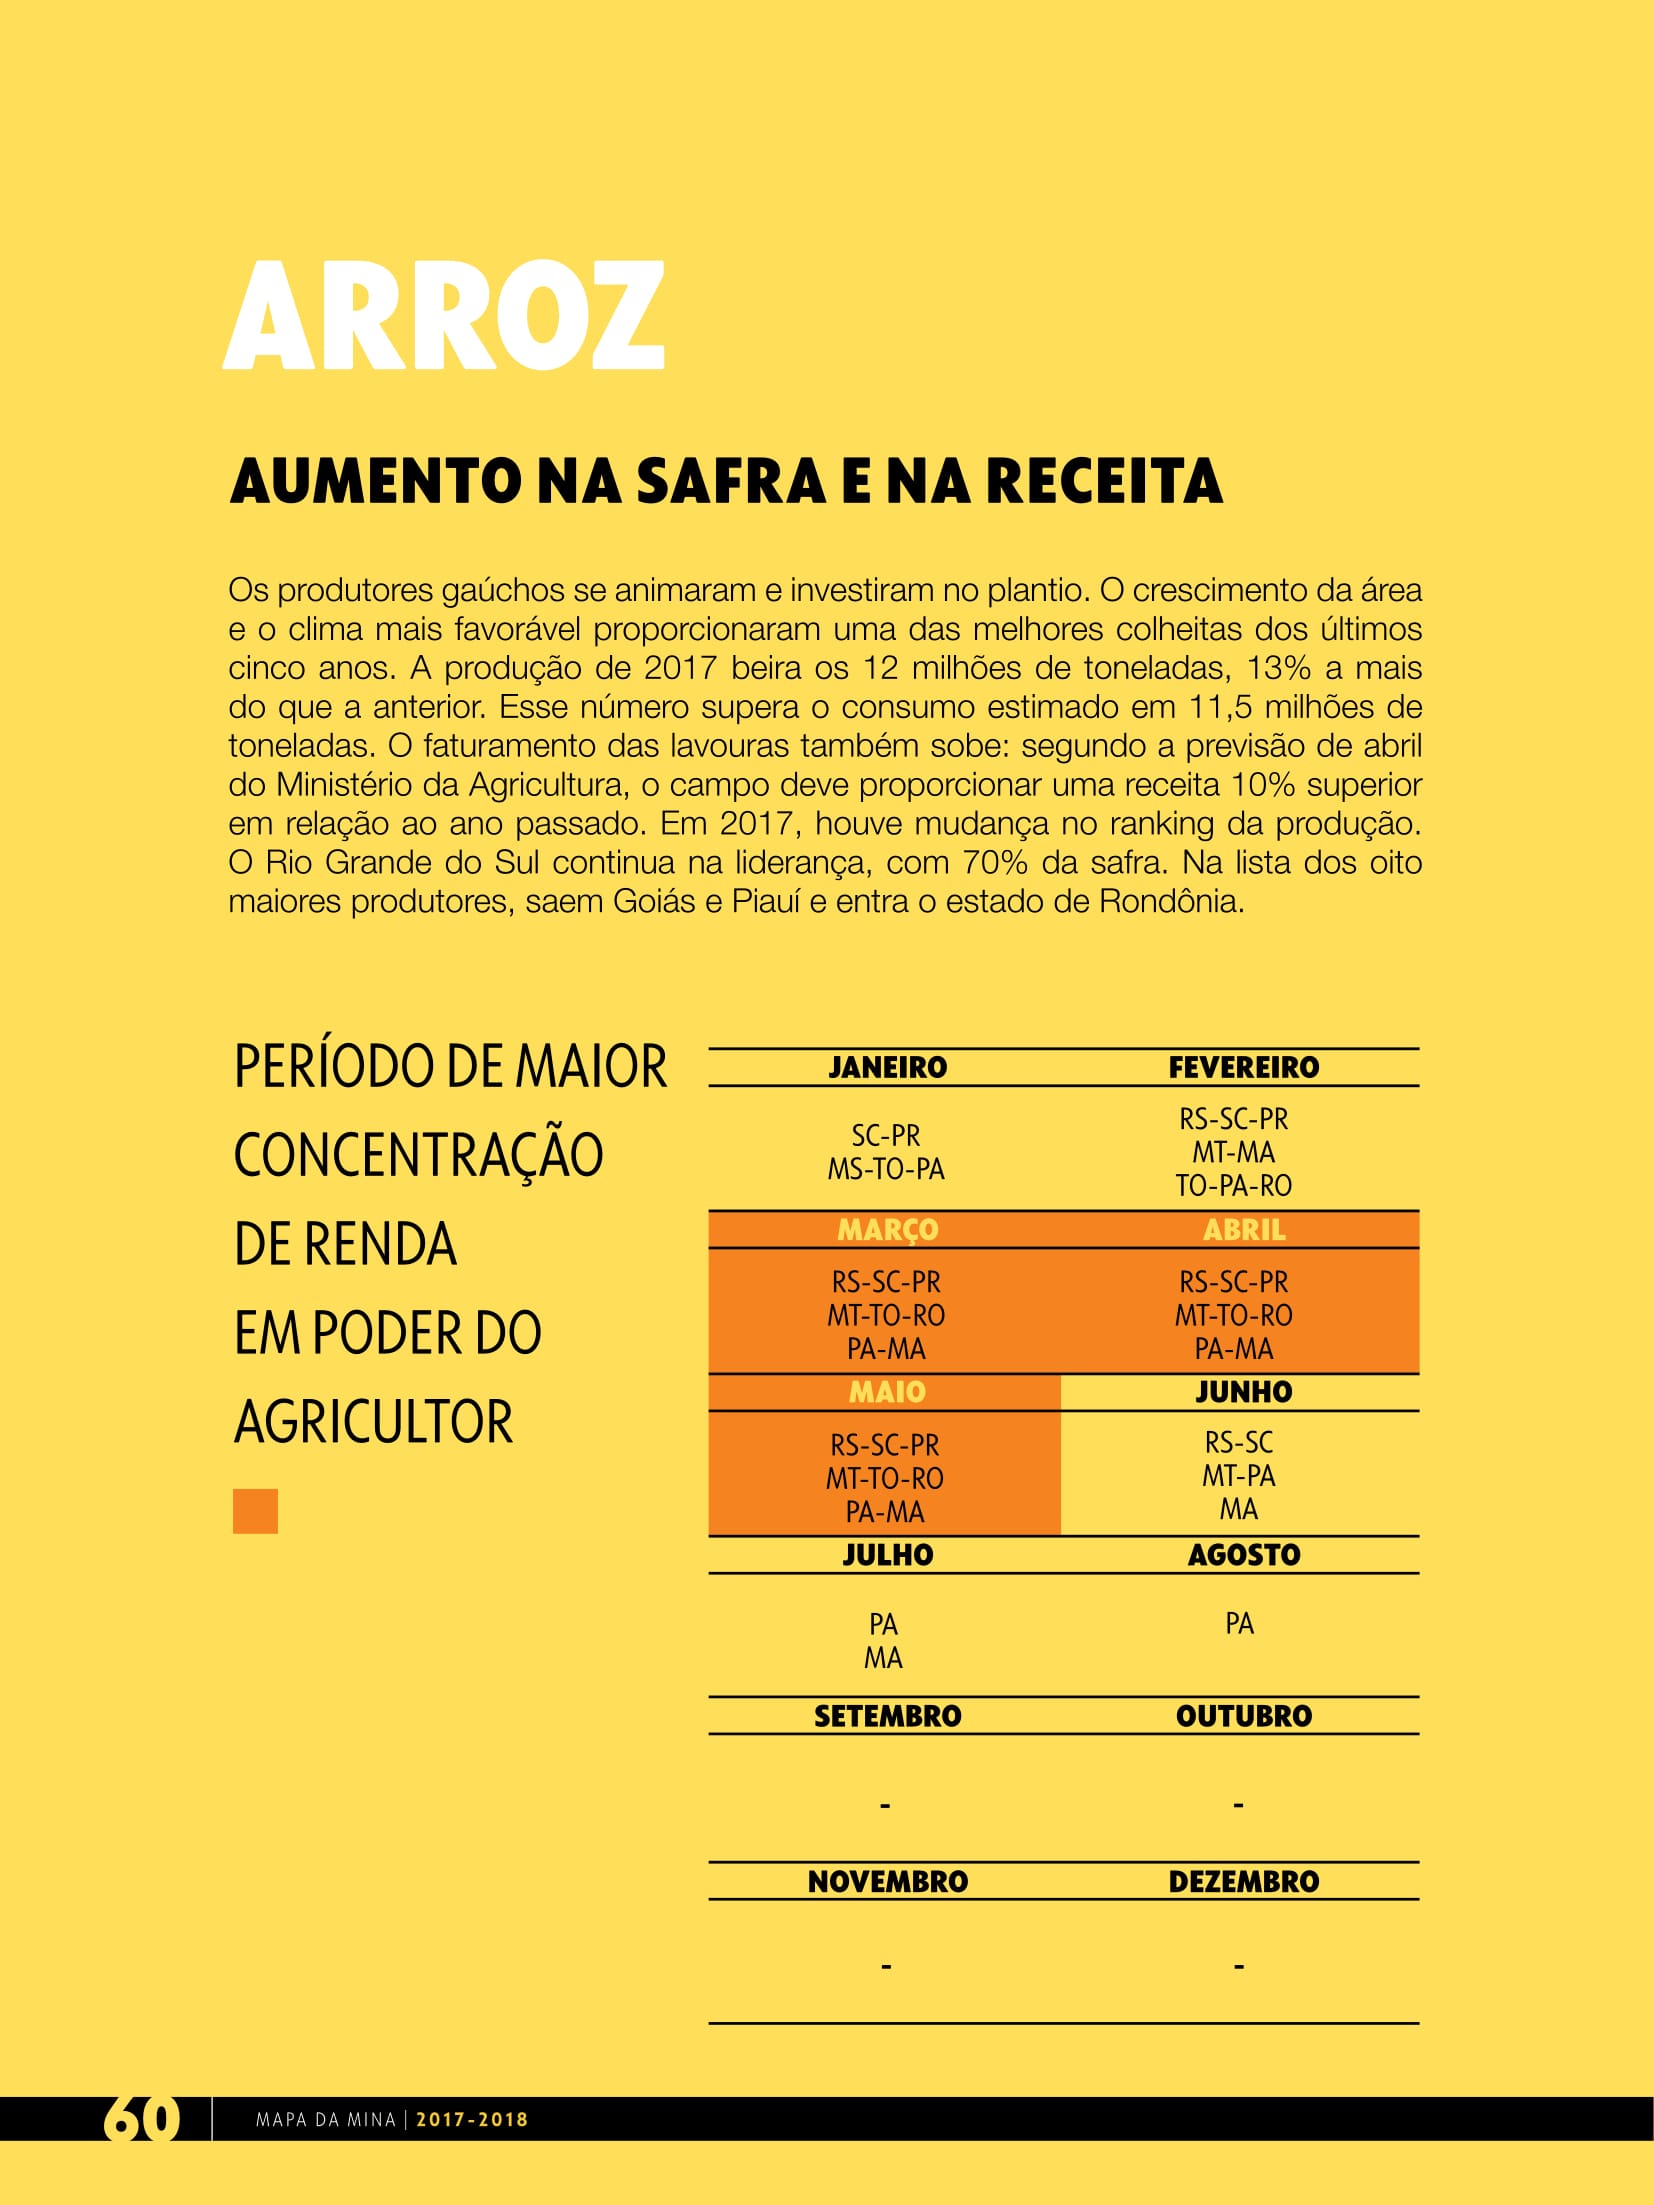 ARROZ
AUMENTO NA SAFRA E NA RECEITA
Os produtores gaúchos se animaram e investiram no plantio. O crescimento da área
e o clima mais favorável proporcionaram uma das melhores colheitas dos últimos
cinco anos. A produção de 2017 beira os 12 milhões de toneladas, 13% a mais
do que a anterior. Esse número supera o consumo estimado em 11,5 milhões de
toneladas. O faturamento das lavouras também sobe: segundo a previsão de abril
do Ministério da Agricultura, o campo deve proporcionar uma receita 10% superior
em relação ao ano passado. Em 2017, houve mudança no ranking da produção.
O Rio Grande do Sul continua na liderança, com 70% da safra. Na lista dos oito
maiores produtores, saem Goiás e Piauí e entra o estado de Rondônia.
PERÍODO DE MAIOR
CONCENTRAÇÃO
DE RENDA
EM PODER DO
AGRICULTOR
JANEIRO FEVEREIRO
SC-PR
MS-TO-PA
RS-SC-PR
MT-MA
TO-PA-RO
MARÇO ABRIL
RS-SC-PR RS-SC-PR
MT-TO-RO MT-TO-RO
PA-MA PA-MA
MAIO JUNHO
RS-SC-PR RS-SC
MT-TO-RO MT-PA
PA-MA MA
JULHO AGOSTO
PA PA
MA
SETEMBRO OUTUBRO
- -
NOVEMBRO DEZEMBRO
- -
60 MAPA DA MINA | 2017-2018